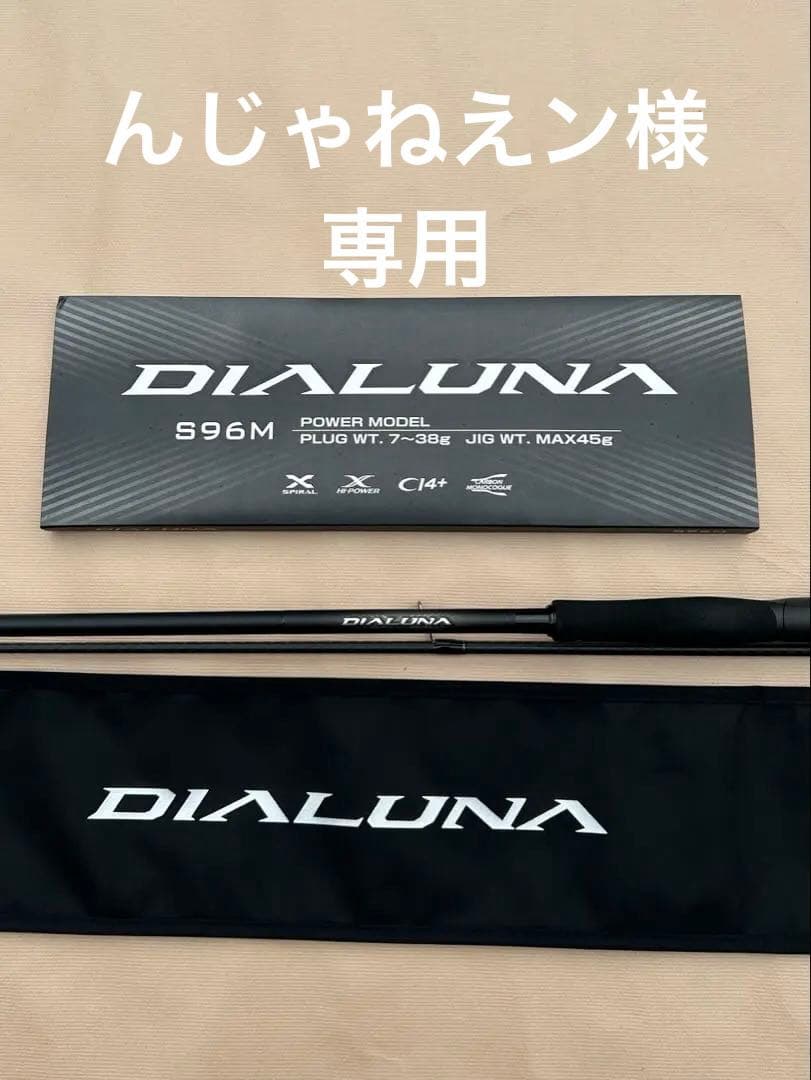 んじゃねえン様
専用
DIALUNA
S96M
POWER MODEL
PLUG WT. 7～38g JIG WT. MAX45g
X SPIRAL
X HI-POWER
CI4+
CARBON MONOCOQUE
DIALUNA
DIALUNA